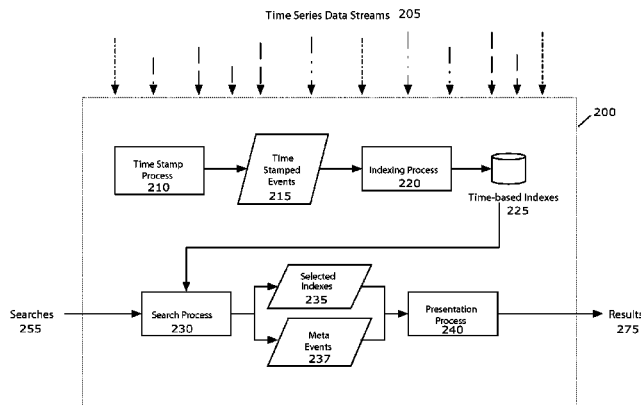 Time Series Data Streams 205
200
Time Stamp
Process
210
Time
Stamped
Events
215
Indexing Process
220
Time-based Indexes
225
Selected
Indexes
235
Searches
255
Search Process
230
Meta
Events
237
Presentation
Process
240
Results
275